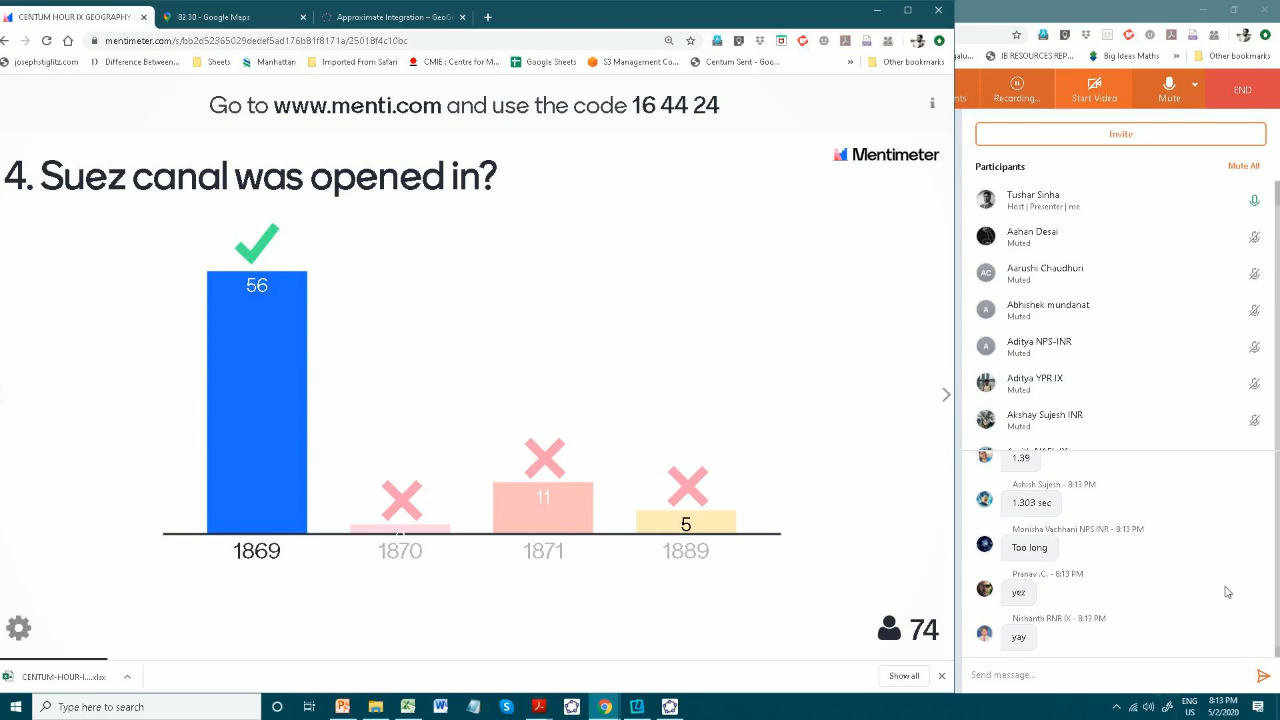 CENTUM HOUR IX GEOGRAPHY
82.30 - Google Maps
Approximate Integration – GeoG
mentimeter.com/s/bb2d52365029dedef5ad176b81f8171a/25018f4c10bc
josephstiglitz.com
Difference Between...
Sheets
Manhattan
Imported From Safari
CMIE : Centre for M...
Google Sheets
S3 Management Co...
Centum Sent - Goo...
Other bookmarks
galu...
IB RESOURCES REP...
Big Ideas Maths
Other bookmarks
Go to www.menti.com and use the code 16 44 24
Mentimeter
4. Suez canal was opened in?
56
11
5
1869
1870
1871
1889
74
nts
Recording...
Start Video
Mute
END
Invite
Participants
Mute All
Tushar Sinha
Host | Presenter | me
Aahan Desai
Muted
AC
Aarushi Chaudhuri
Muted
A
Abhishek mundanat
Muted
A
Aditya NPS-INR
Muted
Aditya YPR IX
Muted
Akshay Sujesh INR
Muted
1.39
Ashish Sujesh - 8:13 PM
1.303 sec
Monisha Vachhani NPS INR - 8:13 PM
Too long
Pranav .C. - 8:13 PM
yez
Nishanth RNR IX - 8:13 PM
yay
Send message...
CENTUM-HOUR-I....xlsx
Show all
Type here to search
ENG
US
8:13 PM
5/2/2020